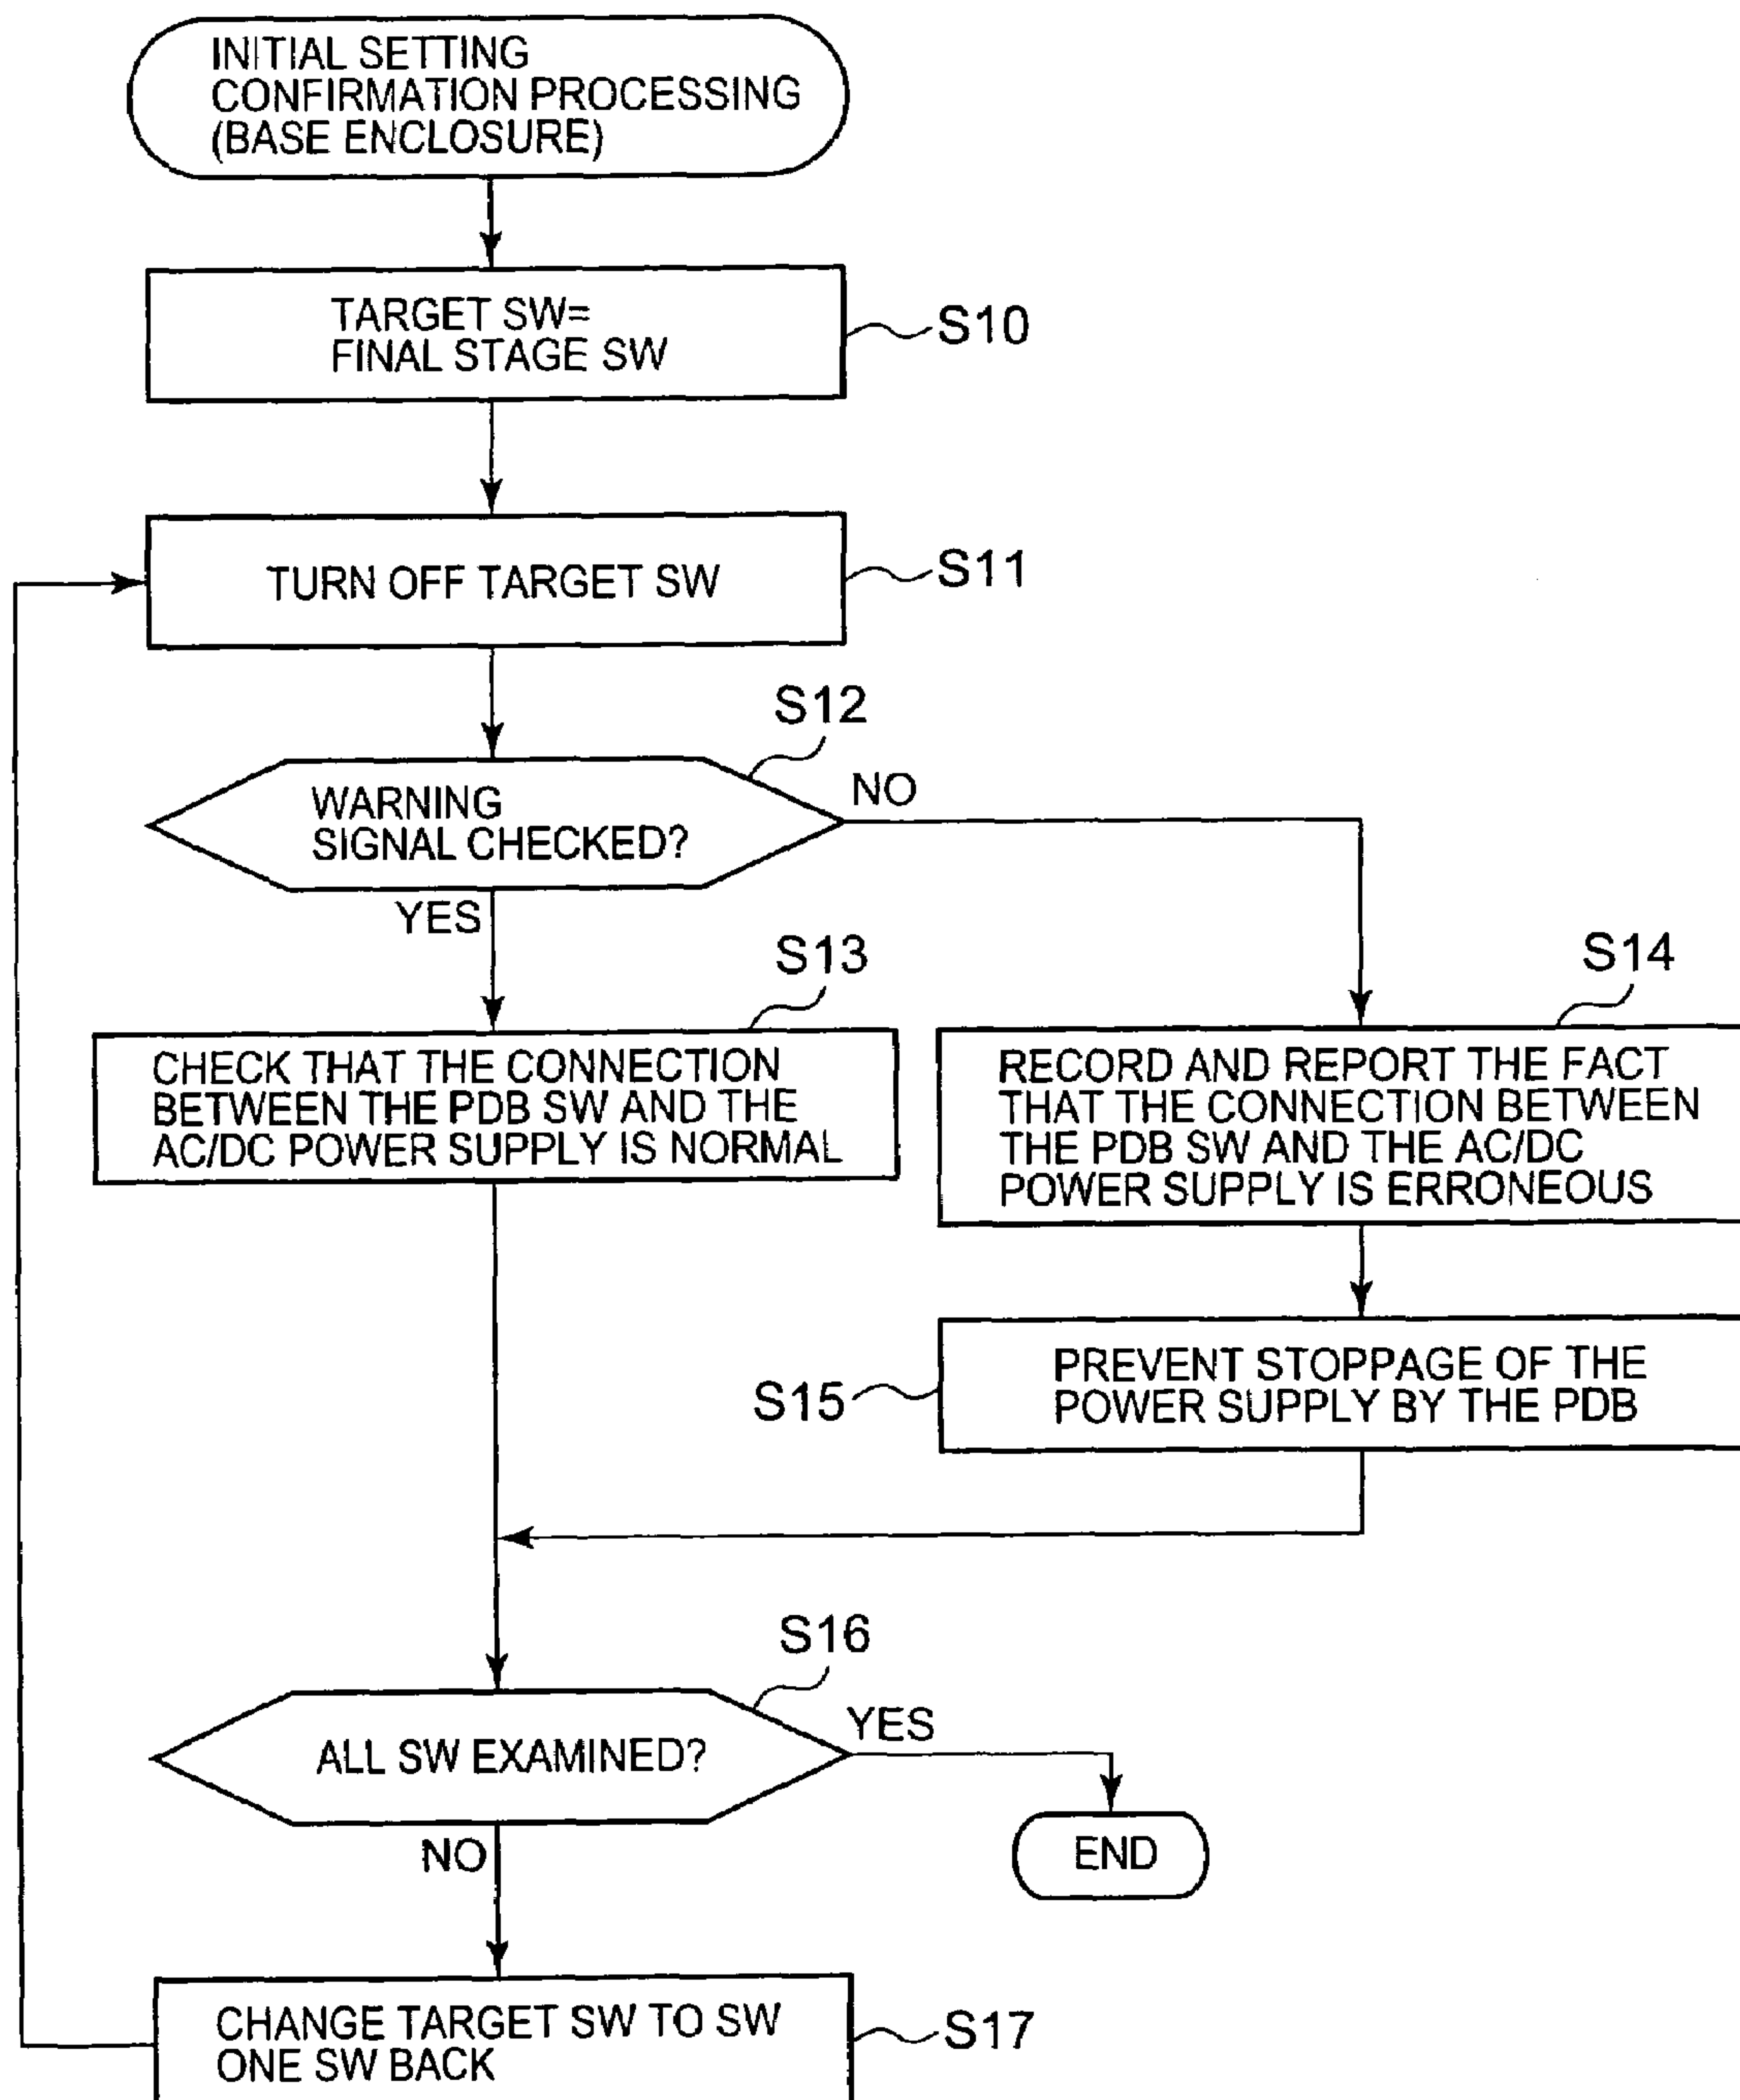 INITIAL SETTING
CONFIRMATION PROCESSING
(BASE ENCLOSURE)
TARGET SW=
FINAL STAGE SW
S10
TURN OFF TARGET SW
S11
S12
WARNING
SIGNAL CHECKED?
NO
YES
S13
CHECK THAT THE CONNECTION
BETWEEN THE PDB SW AND THE
AC/DC POWER SUPPLY IS NORMAL
S14
RECORD AND REPORT THE FACT
THAT THE CONNECTION BETWEEN
THE PDB SW AND THE AC/DC
POWER SUPPLY IS ERRONEOUS
S15
PREVENT STOPPAGE OF THE
POWER SUPPLY BY THE PDB
S16
ALL SW EXAMINED?
YES
END
NO
CHANGE TARGET SW TO SW
ONE SW BACK
S17